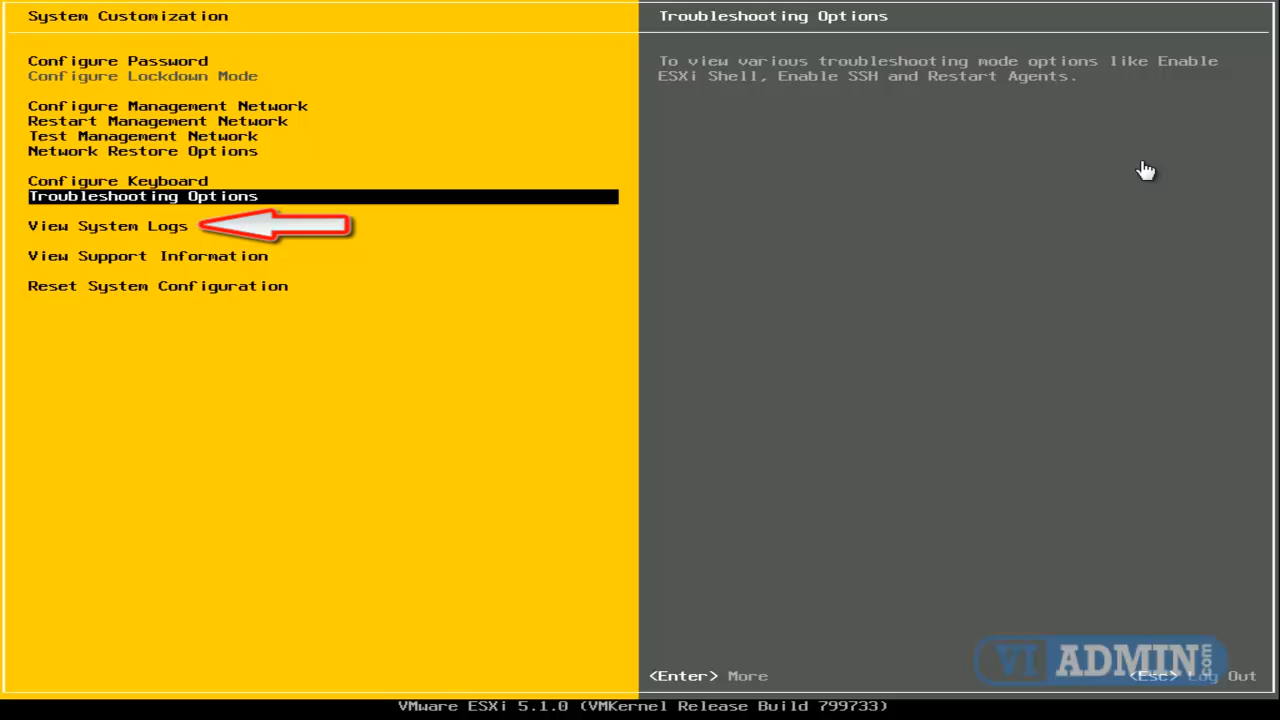 System Customization
Configure Password
Configure Lockdown Mode
Configure Management Network
Restart Management Network
Test Management Network
Network Restore Options
Configure Keyboard
Troubleshooting Options
View System Logs
View Support Information
Reset System Configuration
Troubleshooting Options
To view various troubleshooting mode options like Enable
ESXi Shell, Enable SSH and Restart Agents.
VI ADMIN.com
<Enter> More
<Esc> Log Out
VMware ESXi 5.1.0 (VMKernel Release Build 799733)